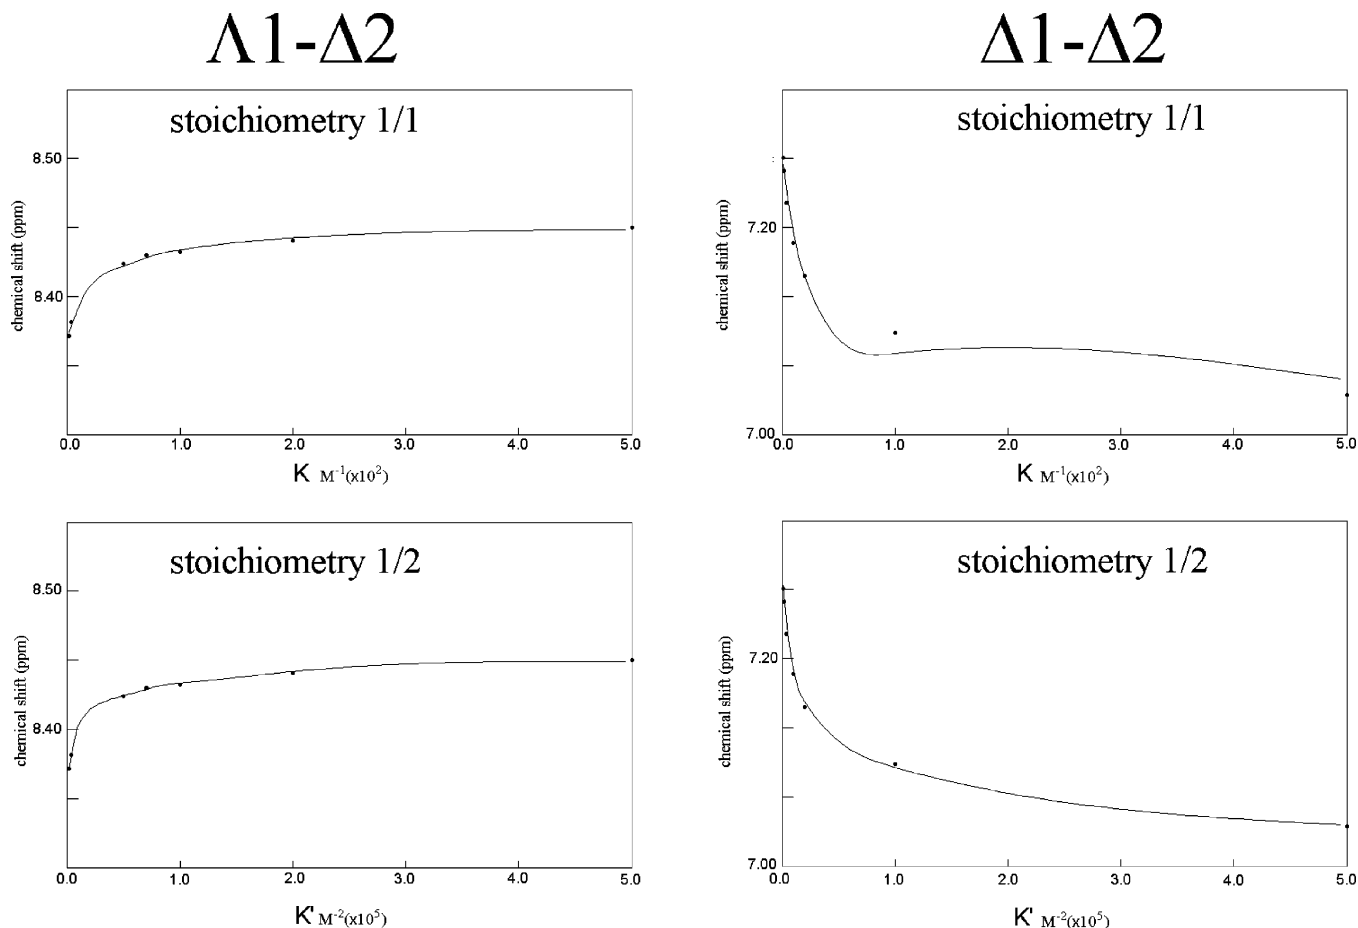 Λ1-Δ2
Δ1-Δ2
stoichiometry 1/1
8.50
8.40
chemical shift (ppm)
0.0 1.0 2.0 3.0 4.0 5.0
K M⁻¹(x10²)
stoichiometry 1/1
7.20
7.00
chemical shift (ppm)
0.0 1.0 2.0 3.0 4.0 5.0
K M⁻¹(x10²)
stoichiometry 1/2
8.50
8.40
chemical shift (ppm)
0.0 1.0 2.0 3.0 4.0 5.0
K' M⁻²(x10⁵)
stoichiometry 1/2
7.20
7.00
chemical shift (ppm)
0.0 1.0 2.0 3.0 4.0 5.0
K' M⁻²(x10⁵)